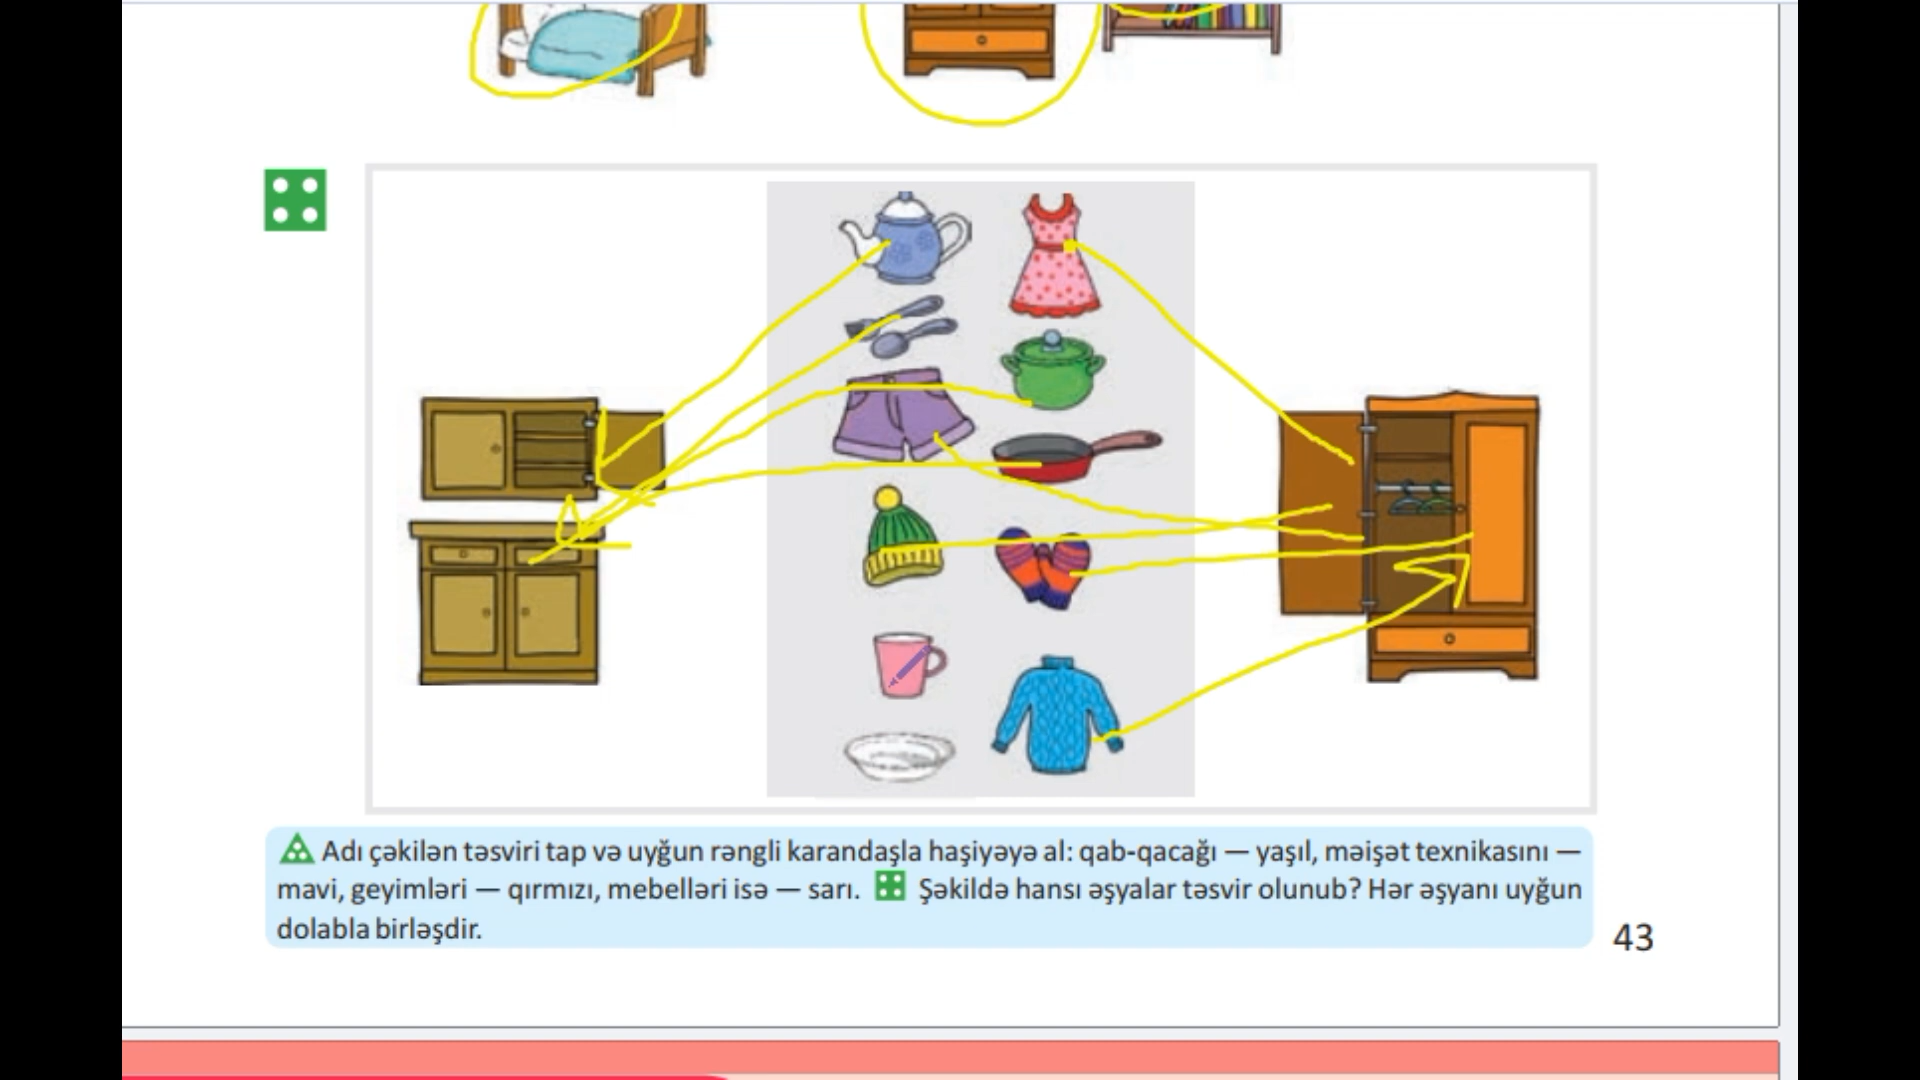 Adı çəkilən təsviri tap və uyğun rəngli karandaşla haşiyəyə al: qab-qacağı — yaşıl, məişət texnikasını —
mavi, geyimləri — qırmızı, mebelləri isə — sarı. Şəkildə hansı əşyalar təsvir olunub? Hər əşyanı uyğun
dolabla birləşdir.
43